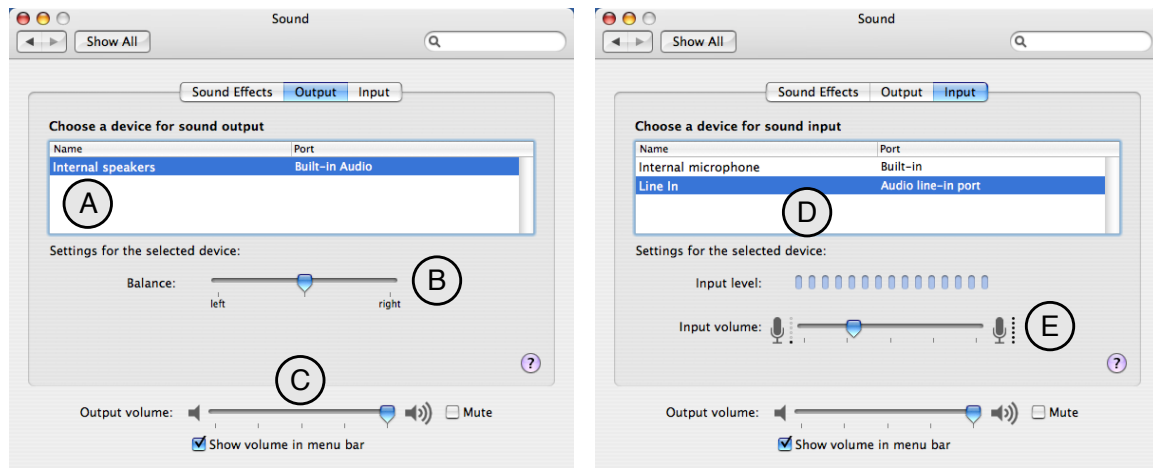 Sound
Show All
Sound Effects Output Input
Choose a device for sound output
Name Port
Internal speakers Built-in Audio
A
Settings for the selected device:
Balance:
B
left right
?
C
Output volume: Mute
Show volume in menu bar
Sound
Show All
Sound Effects Output Input
Choose a device for sound input
Name Port
Internal microphone Built-in
Line In Audio line-in port
D
Settings for the selected device:
Input level:
Input volume:
E
?
Output volume: Mute
Show volume in menu bar